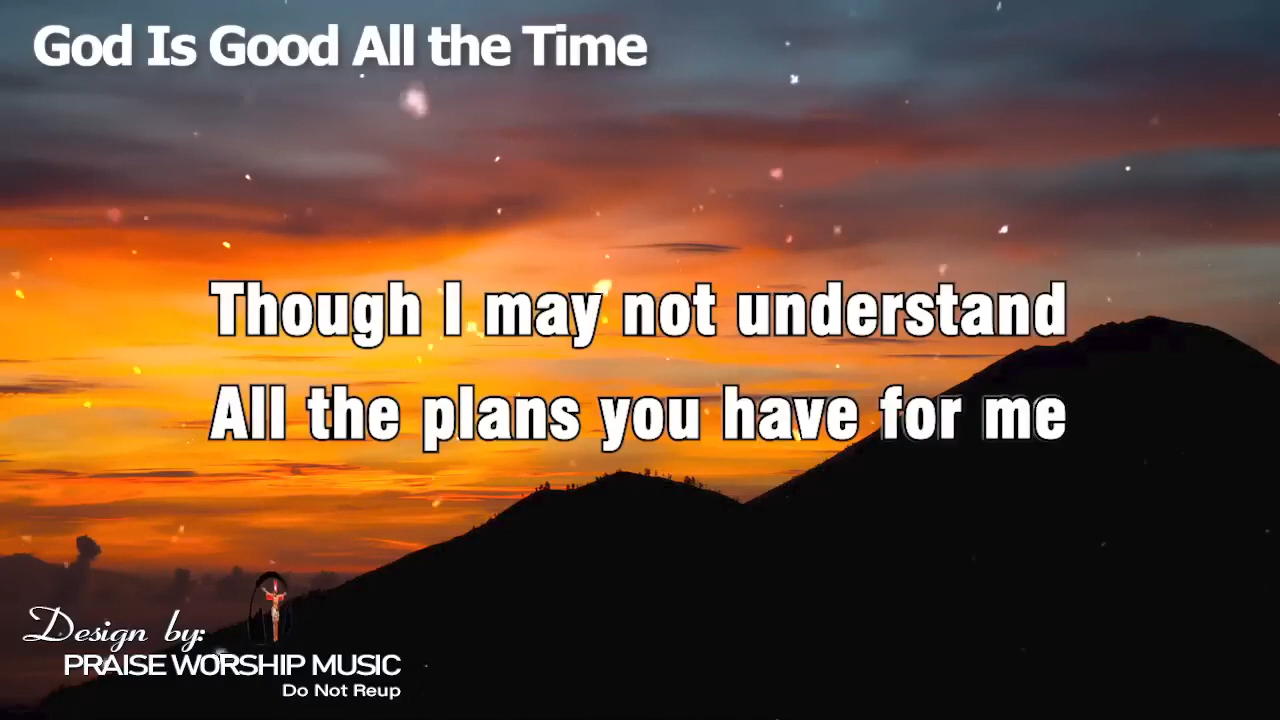 God Is Good All the Time
Though I may not understand
All the plans you have for me
Design by:
PRAISE WORSHIP MUSIC
Do Not Reup